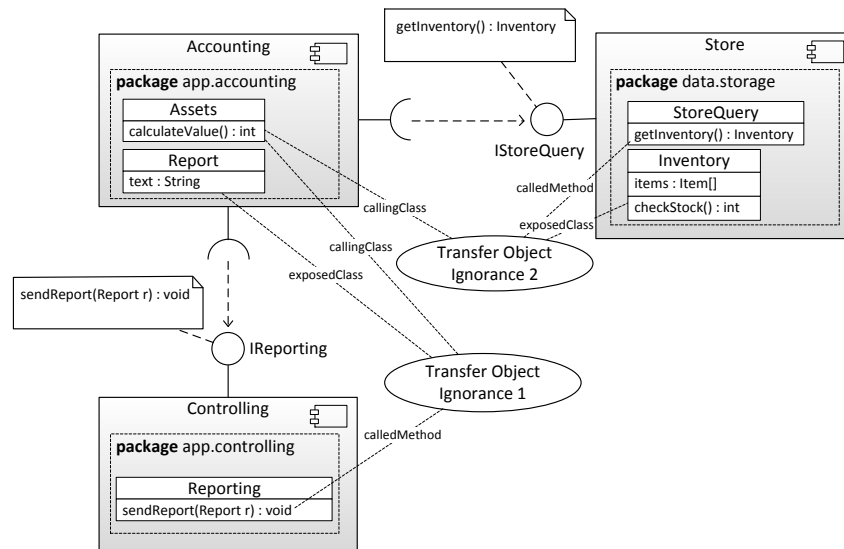 Accounting
package app.accounting
Assets
calculateValue() : int
Report
text : String
getInventory() : Inventory
IStoreQuery
Store
package data.storage
StoreQuery
getInventory() : Inventory
Inventory
items : Item[]
checkStock() : int
calledMethod
exposedClass
callingClass
callingClass
exposedClass
Transfer Object
Ignorance 2
sendReport(Report r) : void
IReporting
Transfer Object
Ignorance 1
calledMethod
Controlling
package app.controlling
Reporting
sendReport(Report r) : void